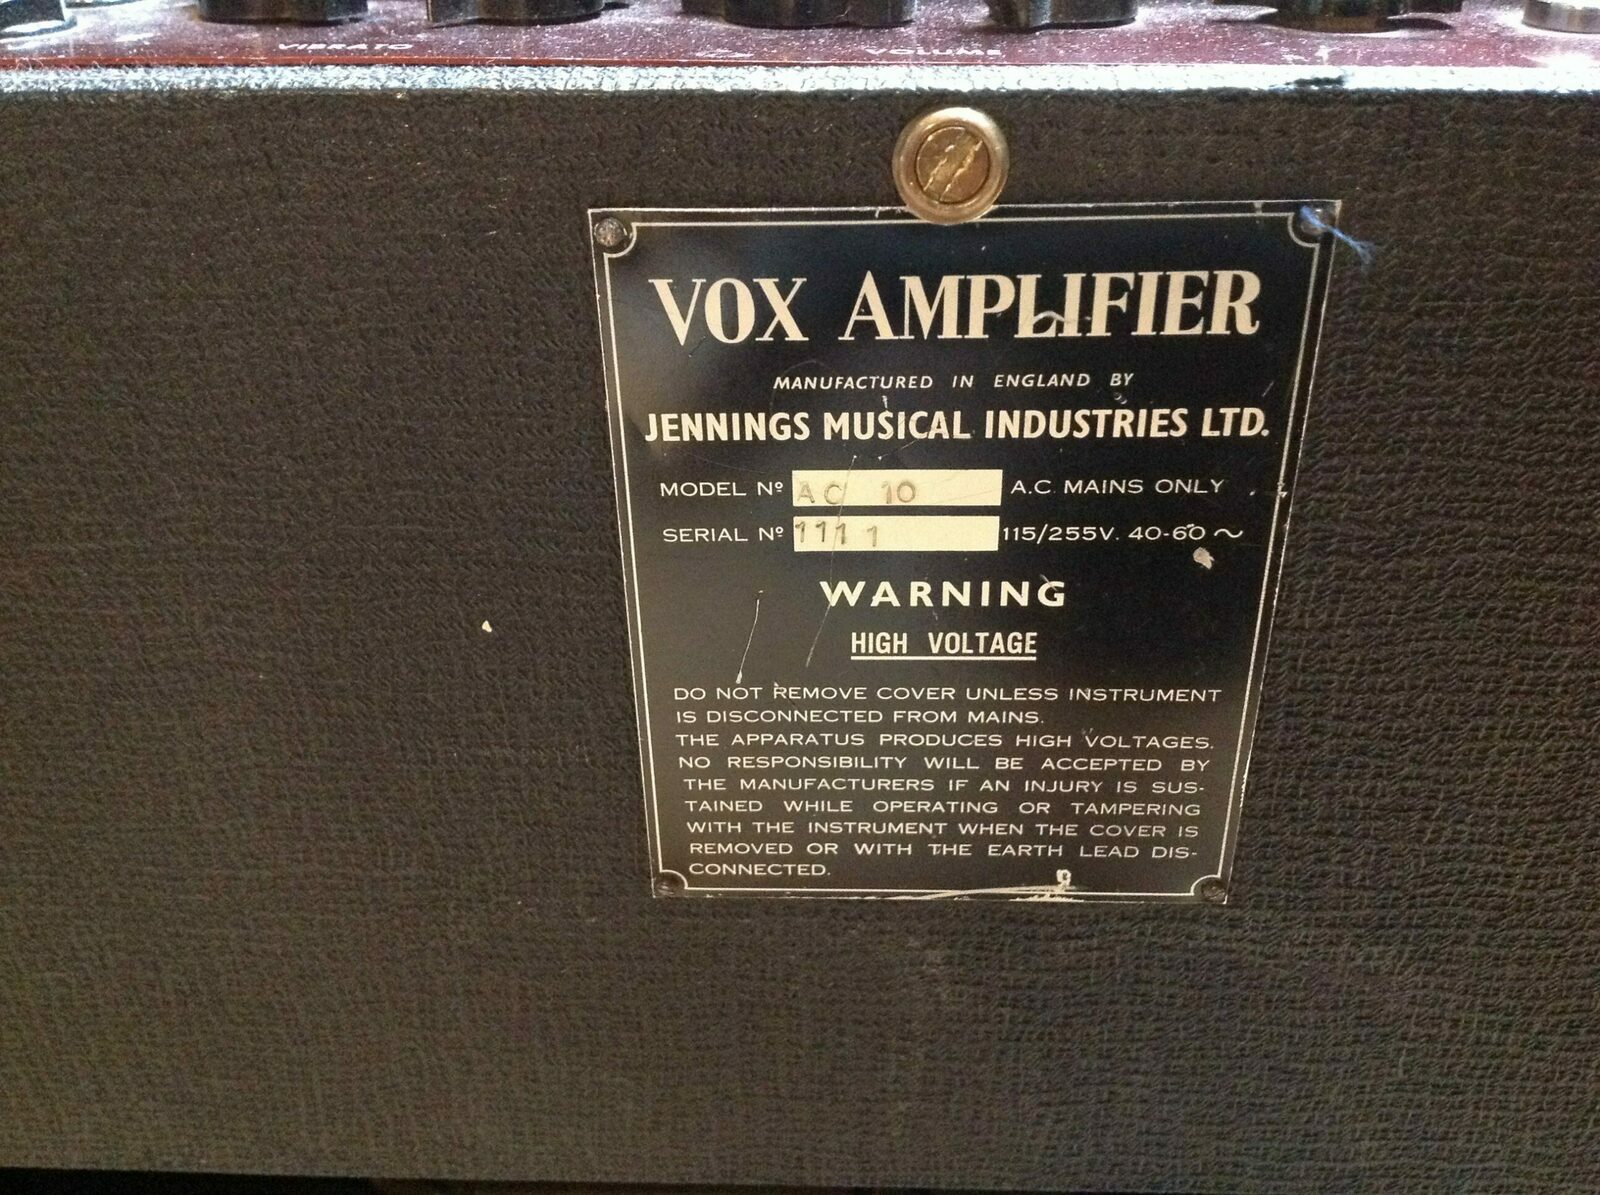 VIBRATO VOLUME
VOX AMPLIFIER
MANUFACTURED IN ENGLAND BY
JENNINGS MUSICAL INDUSTRIES LTD.
MODEL Nº AC 10 A.C. MAINS ONLY
SERIAL Nº 1111 115/255V. 40-60 ~
WARNING
HIGH VOLTAGE
DO NOT REMOVE COVER UNLESS INSTRUMENT
IS DISCONNECTED FROM MAINS.
THE APPARATUS PRODUCES HIGH VOLTAGES.
NO RESPONSIBILITY WILL BE ACCEPTED BY
THE MANUFACTURERS IF AN INJURY IS SUS-
TAINED WHILE OPERATING OR TAMPERING
WITH THE INSTRUMENT WHEN THE COVER IS
REMOVED OR WITH THE EARTH LEAD DIS-
CONNECTED.